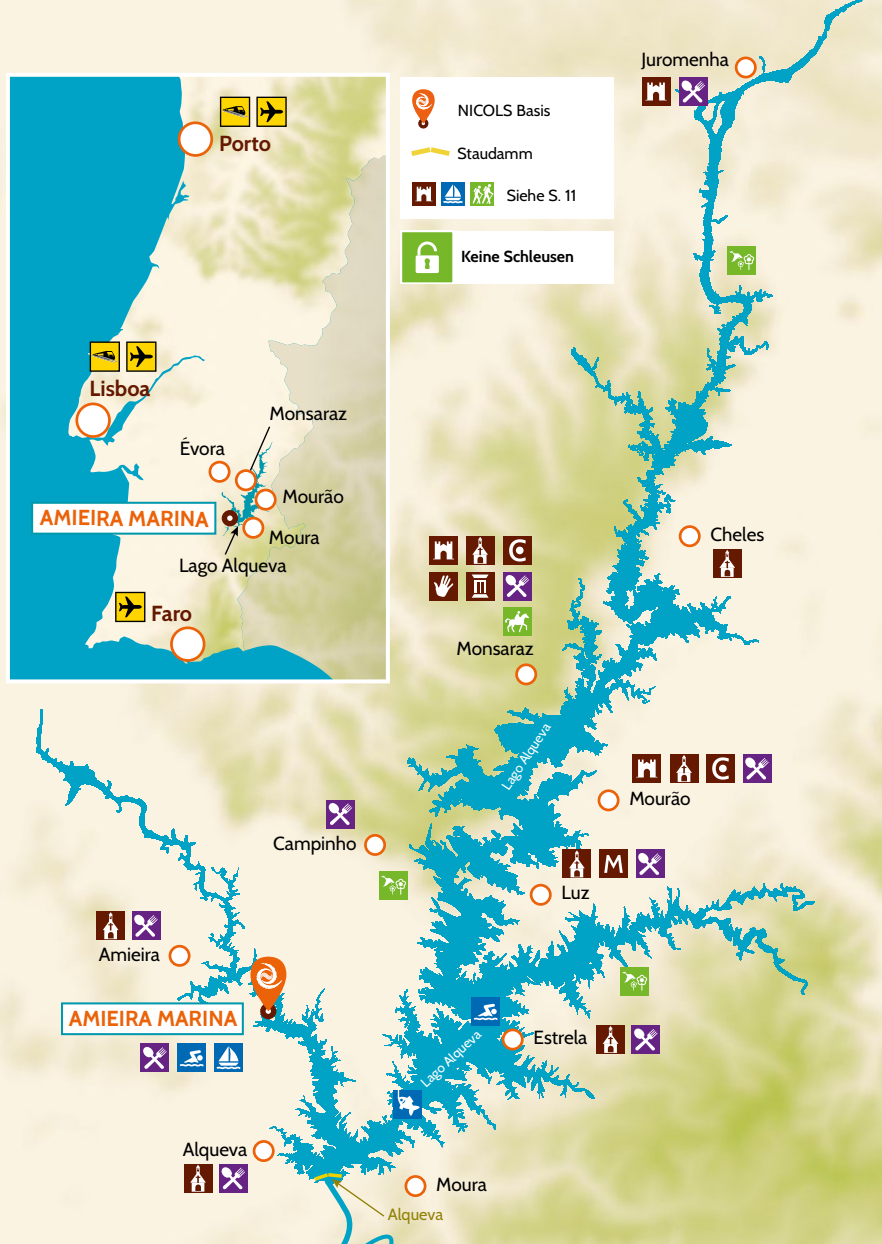 Juromenha
NICOLS Basis
Staudamm
Siehe S. 11
Keine Schleusen
Porto
Lisboa
Monsaraz
Évora
Mourão
AMIEIRA MARINA
Moura
Lago Alqueva
Faro
Cheles
Monsaraz
Lago Alqueva
Mourão
Campinho
M
Luz
Amieira
AMIEIRA MARINA
Estrela
Lago Alqueva
Alqueva
Moura
Alqueva